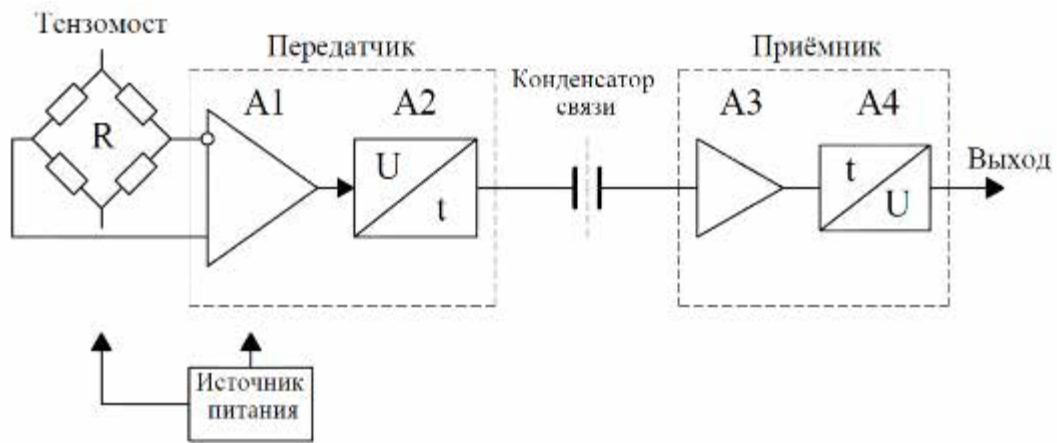 Тензомост
Передатчик
Приёмник
Конденсатор
связи
A1
A2
A3
A4
R
U
t
t
U
Выход
Источник
питания